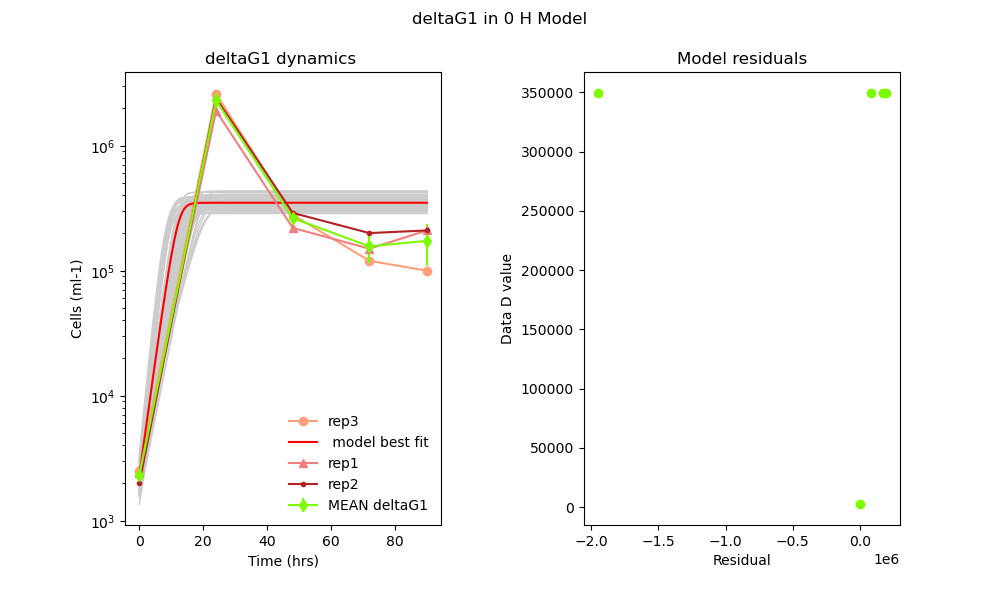 deltaG1 in 0 H Model
deltaG1 dynamics
Cells (ml-1)
10^6
10^5
10^4
10^3
0 20 40 60 80
Time (hrs)
rep3
model best fit
rep1
rep2
MEAN deltaG1
Model residuals
Data D value
350000
300000
250000
200000
150000
100000
50000
0
−2.0 −1.5 −1.0 −0.5 0.0
1e6
Residual